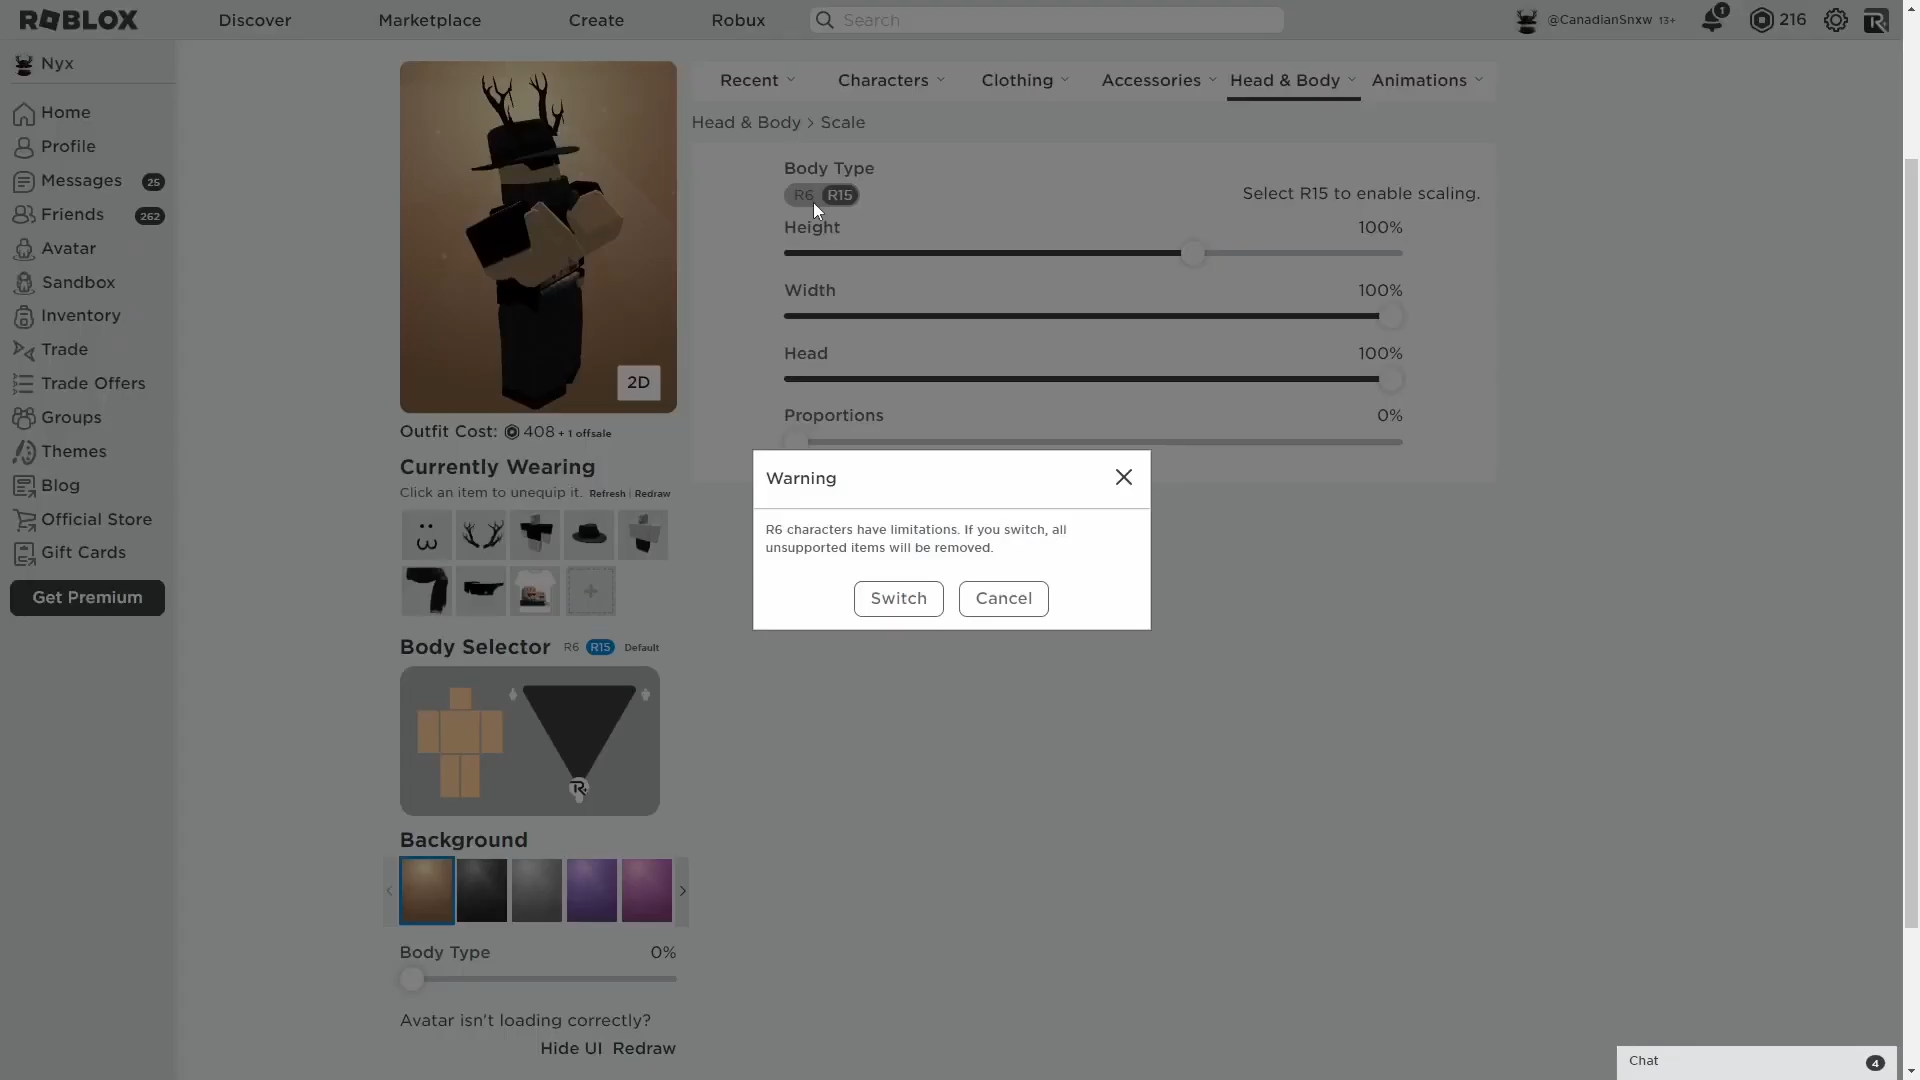 ROBLOX
Discover
Marketplace
Create
Robux
Search
@CanadianSnxw 13+
1
216
Nyx
Home
Profile
Messages 25
Friends 262
Avatar
Sandbox
Inventory
Trade
Trade Offers
Groups
Themes
Blog
Official Store
Gift Cards
Get Premium
2D
Outfit Cost: 408 + 1 offsale
Currently Wearing
Click an item to unequip it. Refresh | Redraw
Body Selector R6 R15 Default
Background
Body Type 0%
Avatar isn't loading correctly?
Hide UI Redraw
Recent
Characters
Clothing
Accessories
Head & Body
Animations
Head & Body > Scale
Body Type
R6 R15
Select R15 to enable scaling.
Height 100%
Width 100%
Head 100%
Proportions 0%
Warning
R6 characters have limitations. If you switch, all
unsupported items will be removed.
Switch
Cancel
Chat 4